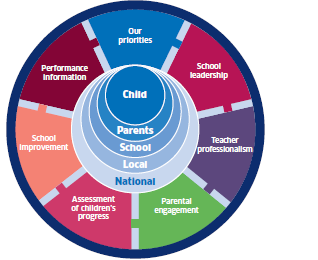 Our
priorities
School
leadership
Teacher
professionalism
Parental
engagement
Assessment
of children's
progress
School
Improvement
Performance
Information
Child
Parents
School
Local
National